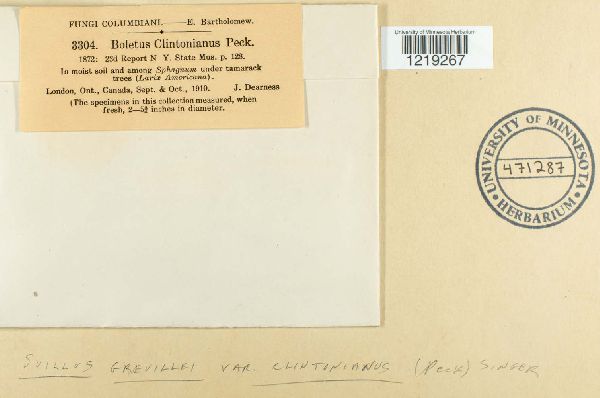 FUNGI COLUMBIANI.——E. Bartholomew.
3304. Boletus Clintonianus Peck.
1872: 23d Report N Y. State Mus. p. 128.
In moist soil and among Sphagnum under tamarack
trees (Larix Americana).
London, Ont., Canada, Sept. & Oct., 1910. J. Dearness
(The specimens in this collection measured, when
fresh, 2—5½ inches in diameter.
University of Minnesota Herbarium
1219267
UNIVERSITY OF MINNESOTA
471287
HERBARIUM
SUILLUS GREVILLEI VAR. CLINTONIANUS (Peck) SINGER